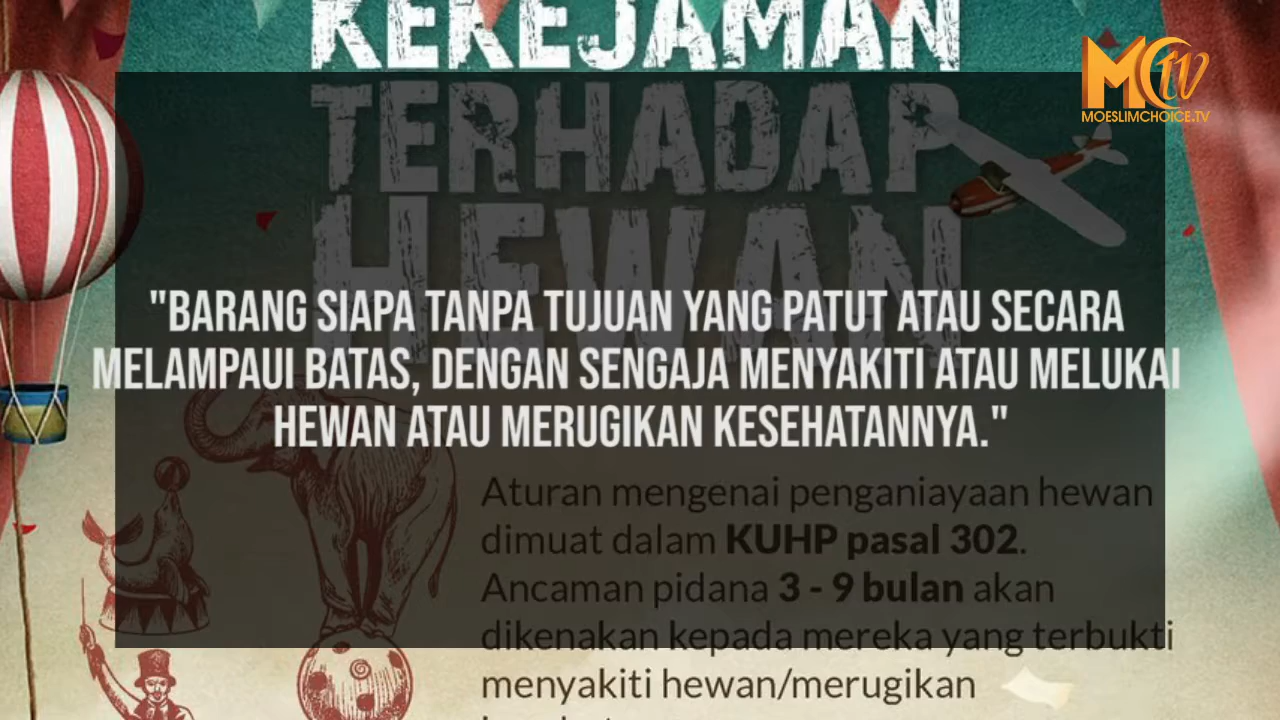 KEKEJAMAN
TERHADAP
HEWAN
MCTV
MOESLIMCHOICE.TV
"BARANG SIAPA TANPA TUJUAN YANG PATUT ATAU SECARA
MELAMPAUI BATAS, DENGAN SENGAJA MENYAKITI ATAU MELUKAI
HEWAN ATAU MERUGIKAN KESEHATANNYA."
Aturan mengenai penganiayaan hewan
dimuat dalam KUHP pasal 302.
Ancaman pidana 3 - 9 bulan akan
dikenakan kepada mereka yang terbukti
menyakiti hewan/merugikan